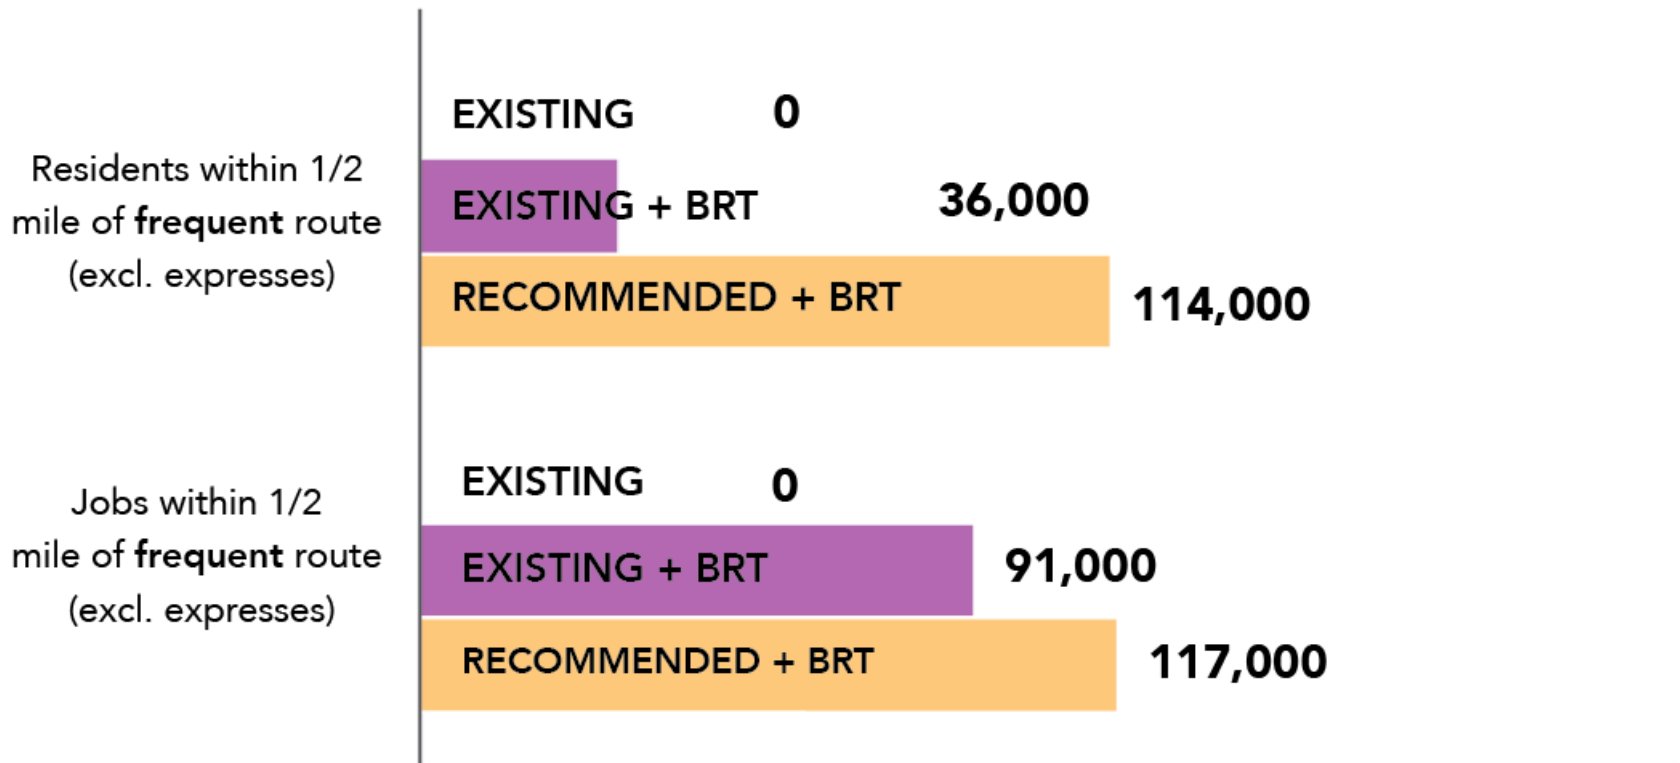 Residents within 1/2
mile of frequent route
(excl. expresses)
EXISTING 0
EXISTING + BRT 36,000
RECOMMENDED + BRT 114,000
Jobs within 1/2
mile of frequent route
(excl. expresses)
EXISTING 0
EXISTING + BRT 91,000
RECOMMENDED + BRT 117,000